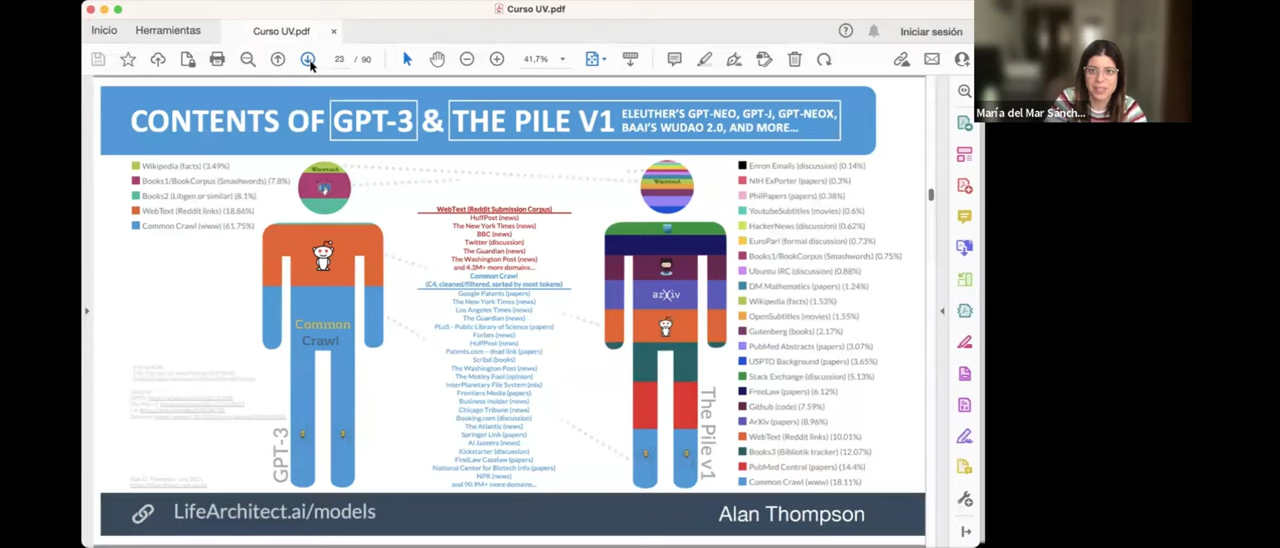 Curso UV.pdf
Inicio
Herramientas
Curso UV.pdf
×
Iniciar sesión
23 / 90
41,7%
María del Mar Sánch...
CONTENTS OF GPT-3 & THE PILE V1
ELEUTHER'S GPT-NEO, GPT-J, GPT-NEOX,
BAAI'S WUDAO 2.0, AND MORE...
Wikipedia (facts) (3.49%)
Books1/BookCorpus (Smashwords) (7.8%)
Books2 (Libgen or similar) (8.1%)
WebText (Reddit links) (18.86%)
Common Crawl (www) (61.75%)
Common
Crawl
GPT-3
WebText (Reddit Submission Corpus)
HuffPost (news)
The New York Times (news)
BBC (news)
Twitter (discussion)
The Guardian (news)
The Washington Post (news)
and 4.3M+ more domains...
Common Crawl
(C4, cleaned/filtered, sorted by most tokens)
Google Patents (papers)
The New York Times (news)
Los Angeles Times (news)
The Guardian (news)
PLoS - Public Library of Science (papers)
Forbes (news)
HuffPost (news)
Patents.com – dead link (papers)
Scribd (books)
The Washington Post (news)
The Motley Fool (opinion)
InterPlanetary File System (mix)
Frontiers Media (papers)
Business Insider (news)
Chicago Tribune (news)
Booking.com (discussion)
The Atlantic (news)
Springer Link (papers)
Al Jazeera (news)
Kickstarter (discussion)
FindLaw Caselaw (papers)
National Center for Biotech Info (papers)
NPR (news)
and 90.9M+ more domains...
arXiv
The Pile v1
Enron Emails (discussion) (0.14%)
NIH ExPorter (papers) (0.3%)
PhilPapers (papers) (0.38%)
YoutubeSubtitles (movies) (0.6%)
HackerNews (discussion) (0.62%)
EuroParl (formal discussion) (0.73%)
Books1/BookCorpus (Smashwords) (0.75%)
Ubuntu IRC (discussion) (0.88%)
DM Mathematics (papers) (1.24%)
Wikipedia (facts) (1.53%)
OpenSubtitles (movies) (1.55%)
Gutenberg (books) (2.17%)
PubMed Abstracts (papers) (3.07%)
USPTO Background (papers) (3.65%)
Stack Exchange (discussion) (5.13%)
FreeLaw (papers) (6.12%)
Github (code) (7.59%)
ArXiv (papers) (8.96%)
WebText (Reddit links) (10.01%)
Books3 (Bibliotik tracker) (12.07%)
PubMed Central (papers) (14.4%)
Common Crawl (www) (18.11%)
LifeArchitect.ai/models
Alan Thompson